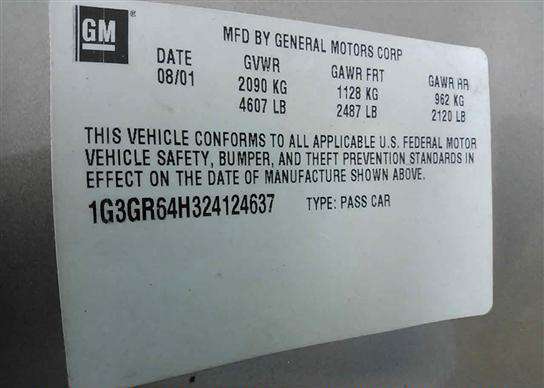 GM
MFD BY GENERAL MOTORS CORP
DATE GVWR GAWR FRT GAWR RR
08/01 2090 KG 1128 KG 962 KG
4607 LB 2487 LB 2120 LB
THIS VEHICLE CONFORMS TO ALL APPLICABLE U.S. FEDERAL MOTOR
VEHICLE SAFETY, BUMPER, AND THEFT PREVENTION STANDARDS IN
EFFECT ON THE DATE OF MANUFACTURE SHOWN ABOVE.
1G3GR64H324124637 TYPE: PASS CAR